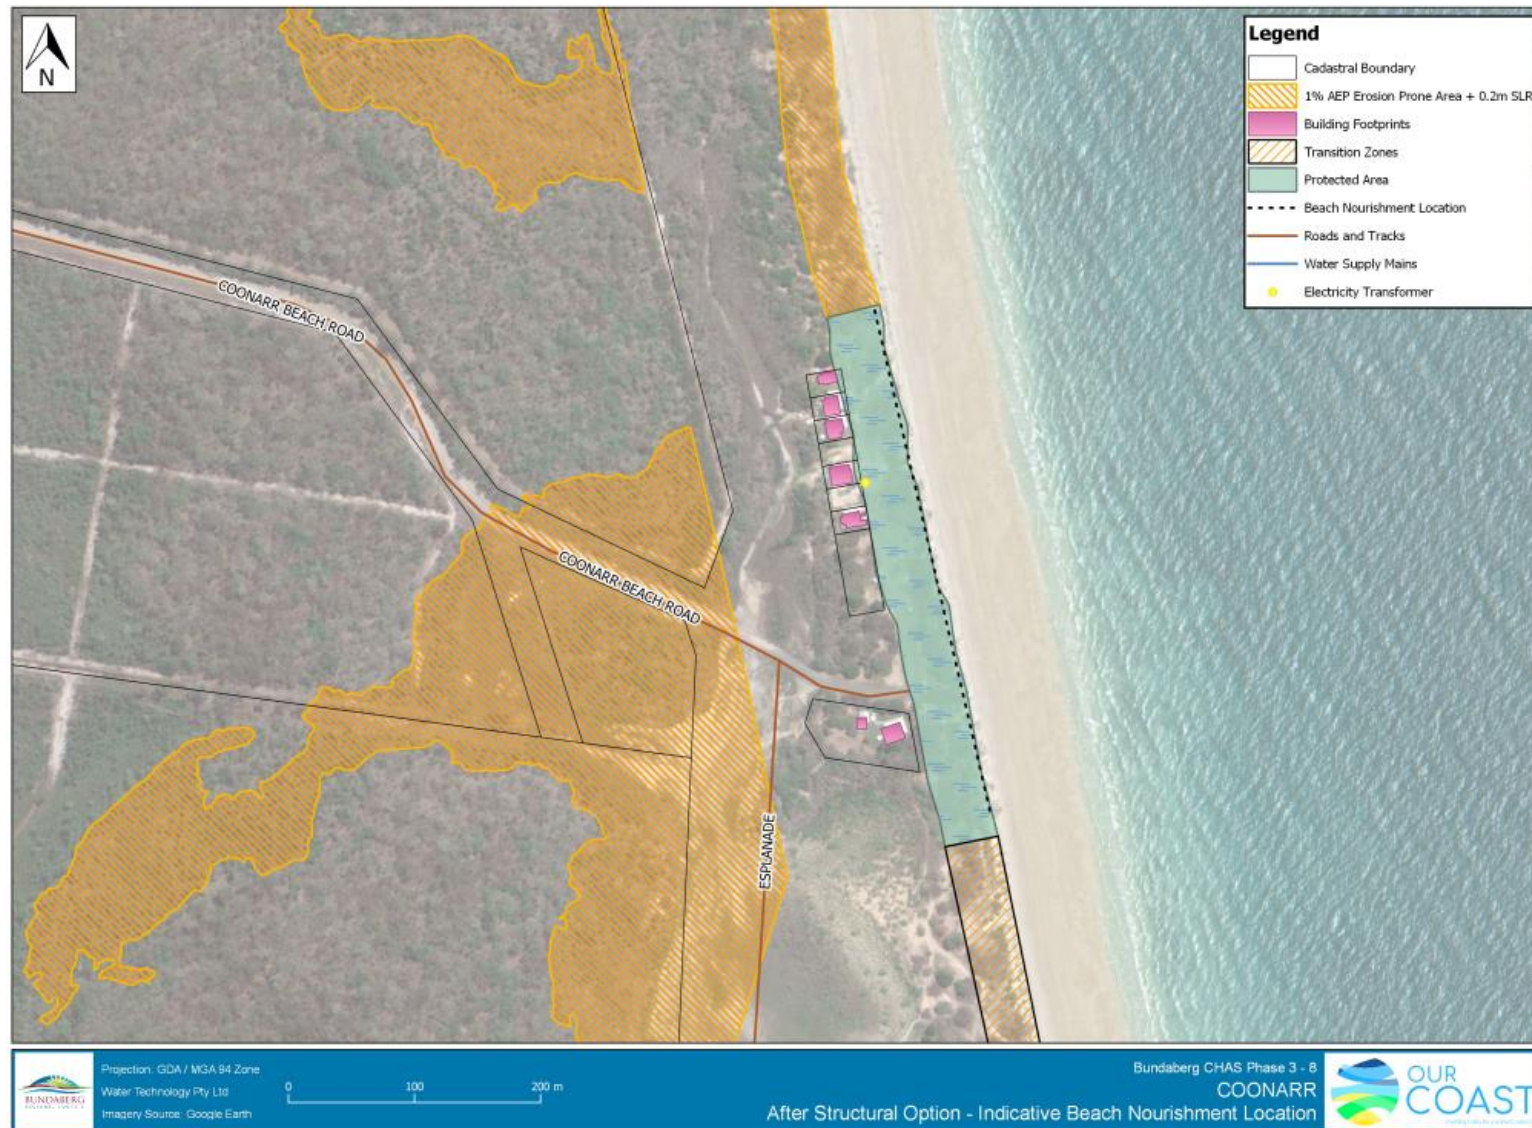 N
Legend
Cadastral Boundary
1% AEP Erosion Prone Area + 0.2m SLR
Building Footprints
Transition Zones
Protected Area
Beach Nourishment Location
Roads and Tracks
Water Supply Mains
Electricity Transformer
COONARR BEACH ROAD
COONARR BEACH ROAD
ESPLANADE
BUNDABERG
Projection: GDA / MGA 94 Zone
Water Technology Pty Ltd
Imagery Source: Google Earth
0 100 200 m
Bundaberg CHAS Phase 3 - 8
COONARR
After Structural Option - Indicative Beach Nourishment Location
OUR
COAST